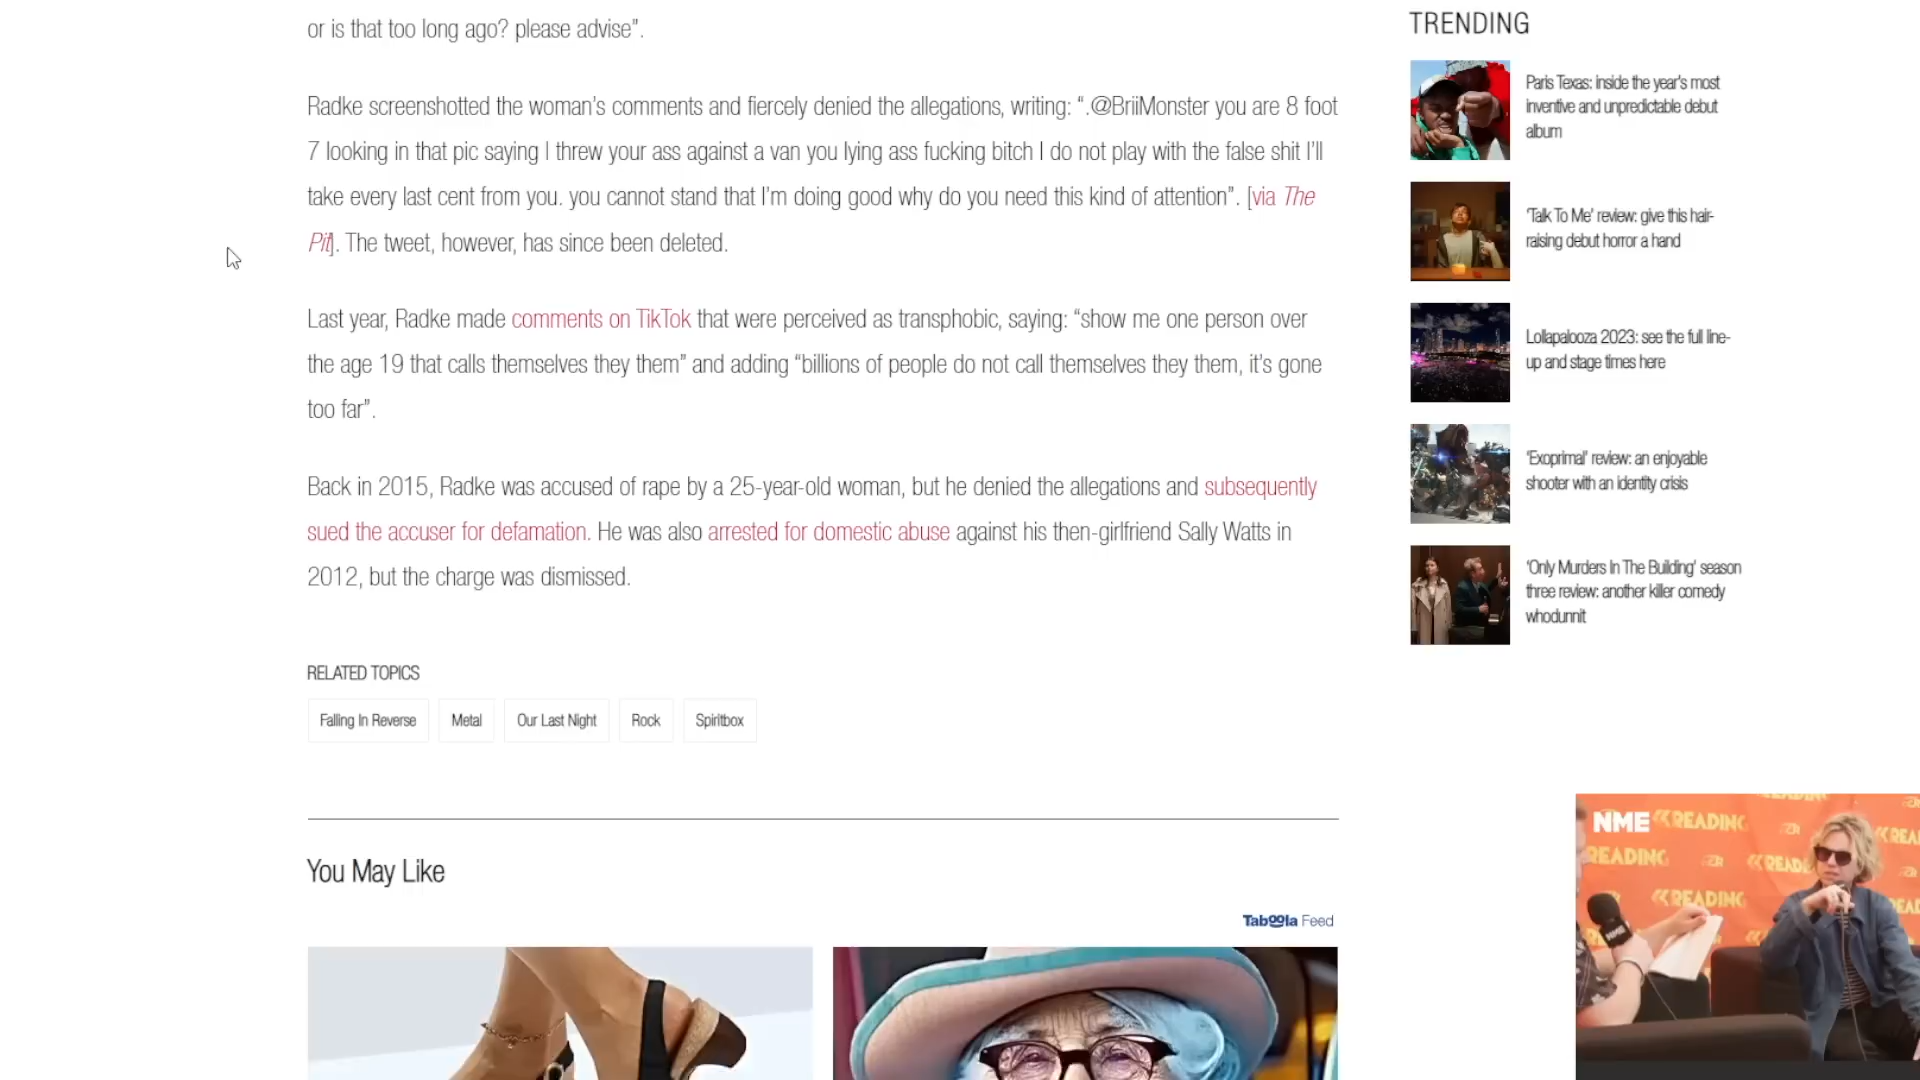 or is that too long ago? please advise”.
Radke screenshotted the woman’s comments and fiercely denied the allegations, writing: “.@BriiMonster you are 8 foot
7 looking in that pic saying I threw your ass against a van you lying ass fucking bitch I do not play with the false shit I’ll
take every last cent from you. you cannot stand that I’m doing good why do you need this kind of attention”. [via The
Pit]. The tweet, however, has since been deleted.
Last year, Radke made comments on TikTok that were perceived as transphobic, saying: “show me one person over
the age 19 that calls themselves they them” and adding “billions of people do not call themselves they them, it’s gone
too far”.
Back in 2015, Radke was accused of rape by a 25-year-old woman, but he denied the allegations and subsequently
sued the accuser for defamation. He was also arrested for domestic abuse against his then-girlfriend Sally Watts in
2012, but the charge was dismissed.
RELATED TOPICS
Falling In Reverse
Metal
Our Last Night
Rock
Spiritbox
You May Like
Taboola Feed
TRENDING
Paris Texas: inside the year’s most
inventive and unpredictable debut
album
‘Talk To Me’ review: give this hair-
raising debut horror a hand
Lollapalooza 2023: see the full line-
up and stage times here
‘Exoprimal’ review: an enjoyable
shooter with an identity crisis
‘Only Murders In The Building’ season
three review: another killer comedy
whodunnit
NME
READING
READING
READING
READING
NME